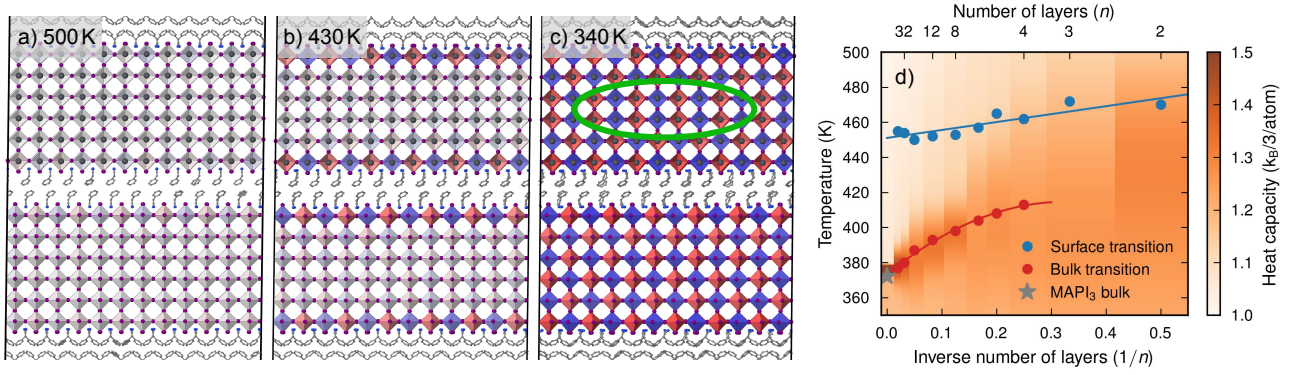 a) 500 K
b) 430 K
c) 340 K
Number of layers (n)
32 12 8 4 3 2
d)
500
480
460
440
420
400
380
360
Temperature (K)
Surface transition
Bulk transition
MAPI₃ bulk
0.0 0.1 0.2 0.3 0.4 0.5
Inverse number of layers (1/n)
1.5
1.4
1.3
1.2
1.1
1.0
Heat capacity (k_B/3/atom)